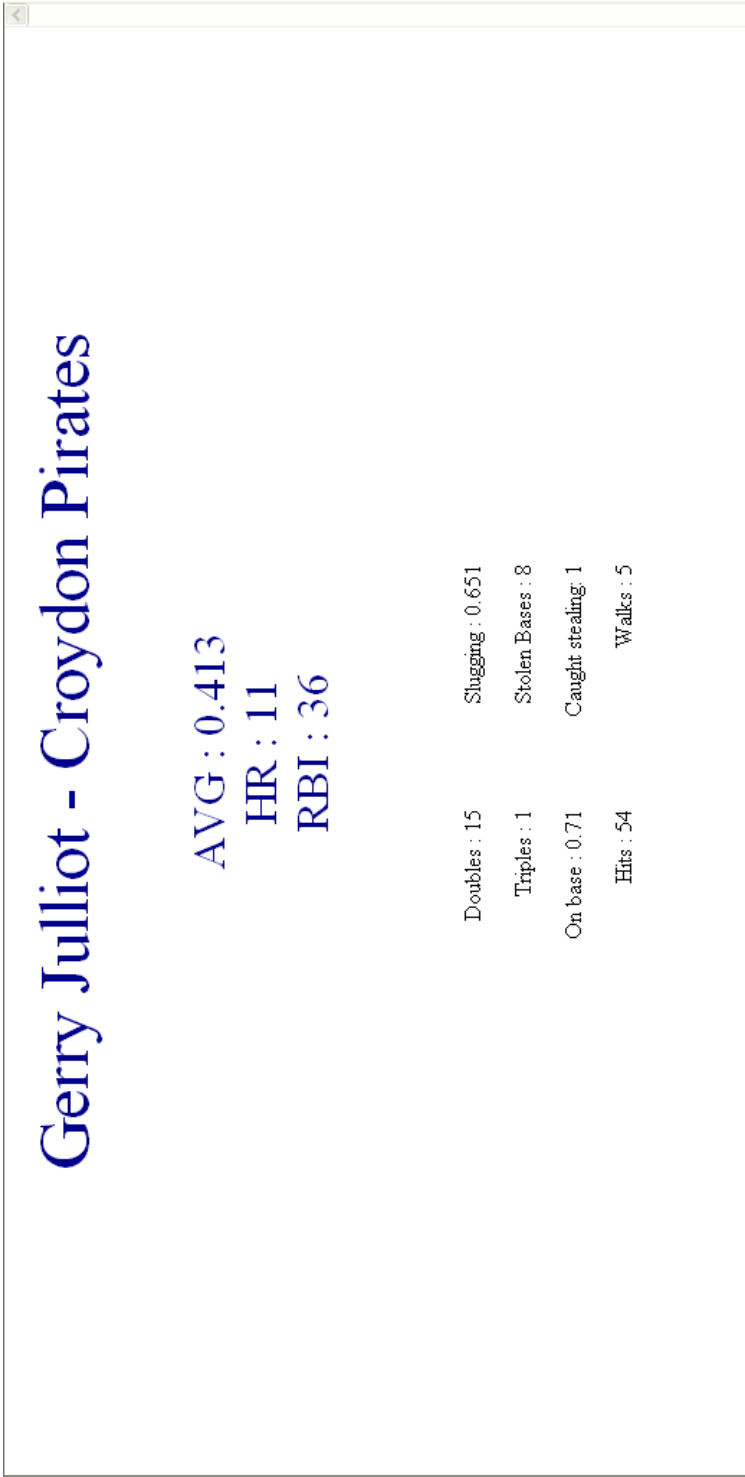 Gerry Julliot - Croydon Pirates
AVG : 0.413
HR : 11
RBI : 36
Doubles : 15 Slugging : 0.651
Triples : 1 Stolen Bases : 8
On base : 0.71 Caught stealing: 1
Hits : 54 Walks : 5